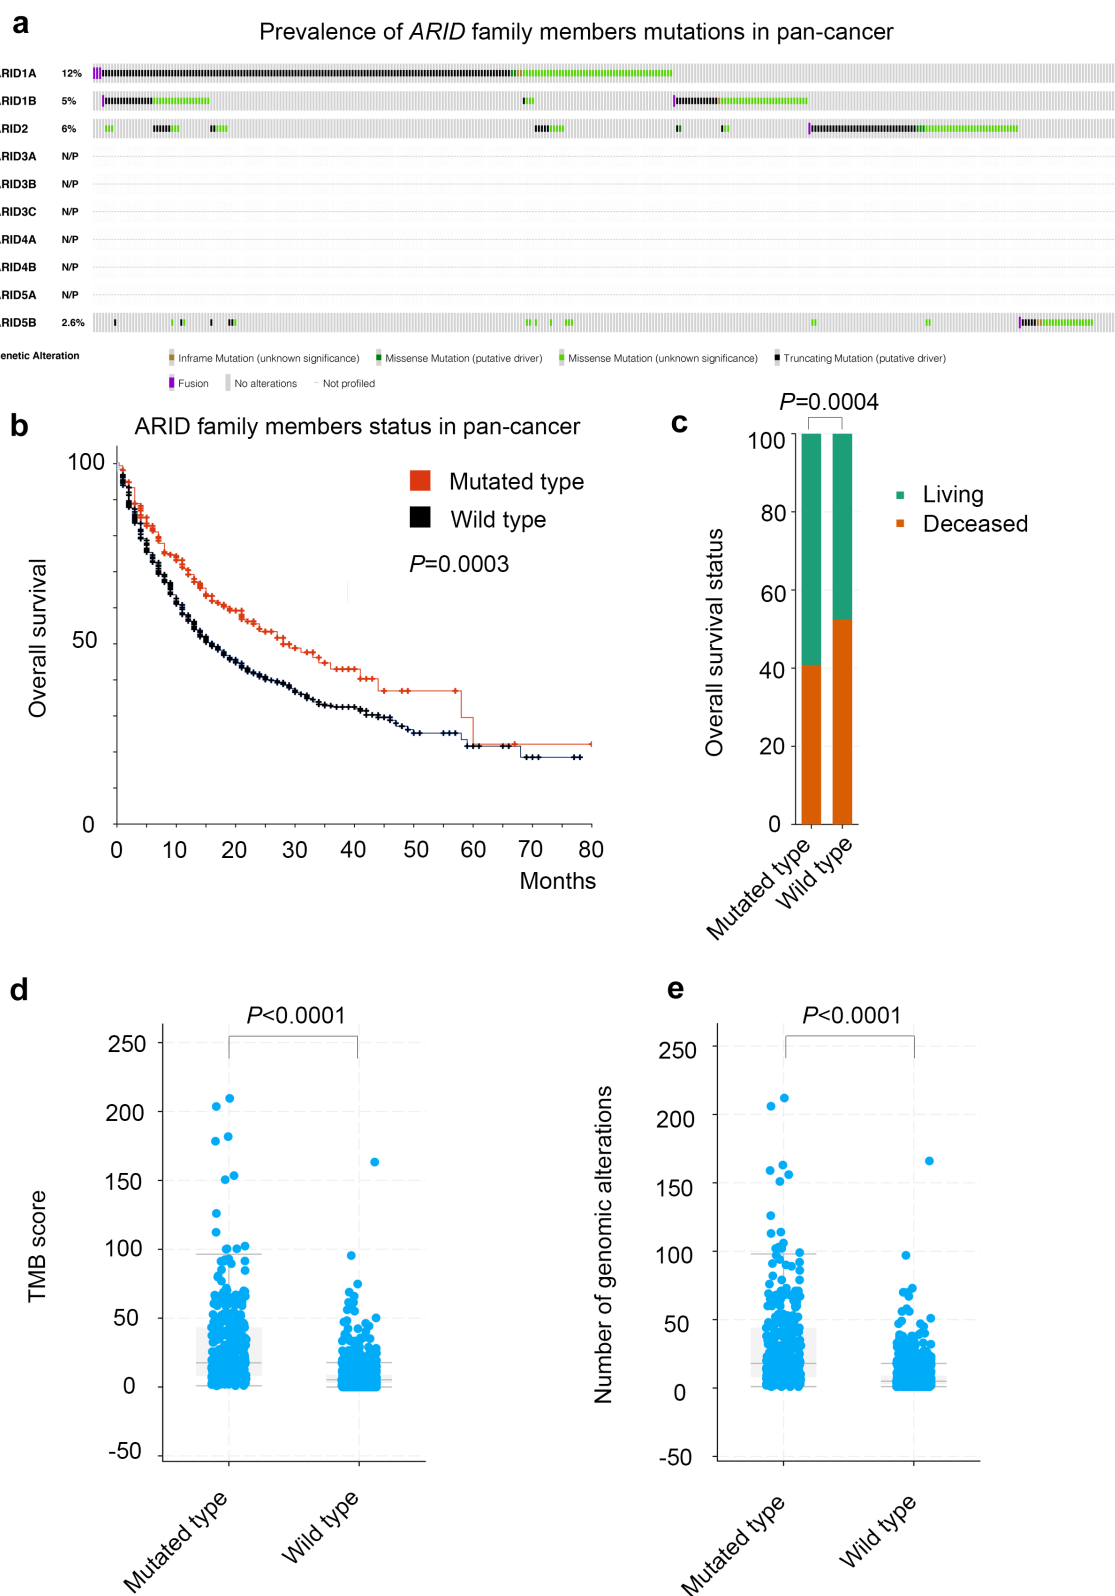 a
Prevalence of ARID family members mutations in pan-cancer
RID1A 12%
RID1B 5%
RID2 6%
RID3A N/P
RID3B N/P
RID3C N/P
RID4A N/P
RID4B N/P
RID5A N/P
RID5B 2.6%
enetic Alteration
Inframe Mutation (unknown significance) Missense Mutation (putative driver) Missense Mutation (unknown significance) Truncating Mutation (putative driver)
Fusion No alterations Not profiled
b
ARID family members status in pan-cancer
Mutated type
Wild type
P=0.0003
Overall survival
100
50
0
0 10 20 30 40 50 60 70 80
Months
c
P=0.0004
Overall survival status
100
80
60
40
20
0
Living
Deceased
Mutated type
Wild type
d
P<0.0001
TMB score
250
200
150
100
50
0
-50
Mutated type
Wild type
e
P<0.0001
Number of genomic alterations
250
200
150
100
50
0
-50
Mutated type
Wild type